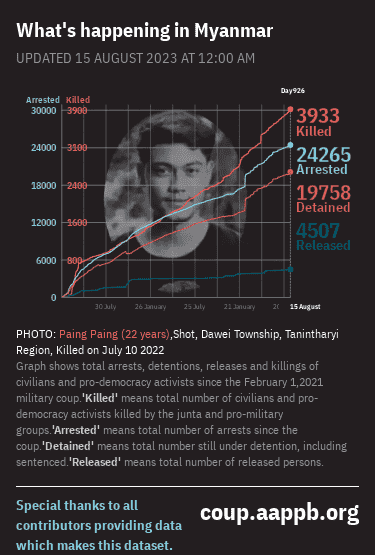 What's happening in Myanmar
UPDATED 15 AUGUST 2023 AT 12:00 AM
Day926
Arrested Killed
30000 3900
24000 3100
18000 2400
12000 1600
6000 800
0
3933
Killed
24265
Arrested
19758
Detained
4507
Released
30 July 26 January 25 July 21 January 15 August
PHOTO: Paing Paing (22 years),Shot, Dawei Township, Tanintharyi
Region, Killed on July 10 2022
Graph shows total arrests, detentions, releases and killings of
civilians and pro-democracy activists since the February 1,2021
military coup.'Killed' means total number of civilians and pro-
democracy activists killed by the junta and pro-military
groups.'Arrested' means total number of arrests since the
coup.'Detained' means total number still under detention, including
sentenced.'Released' means total number of released persons.
Special thanks to all
contributors providing data
which makes this dataset.
coup.aappb.org